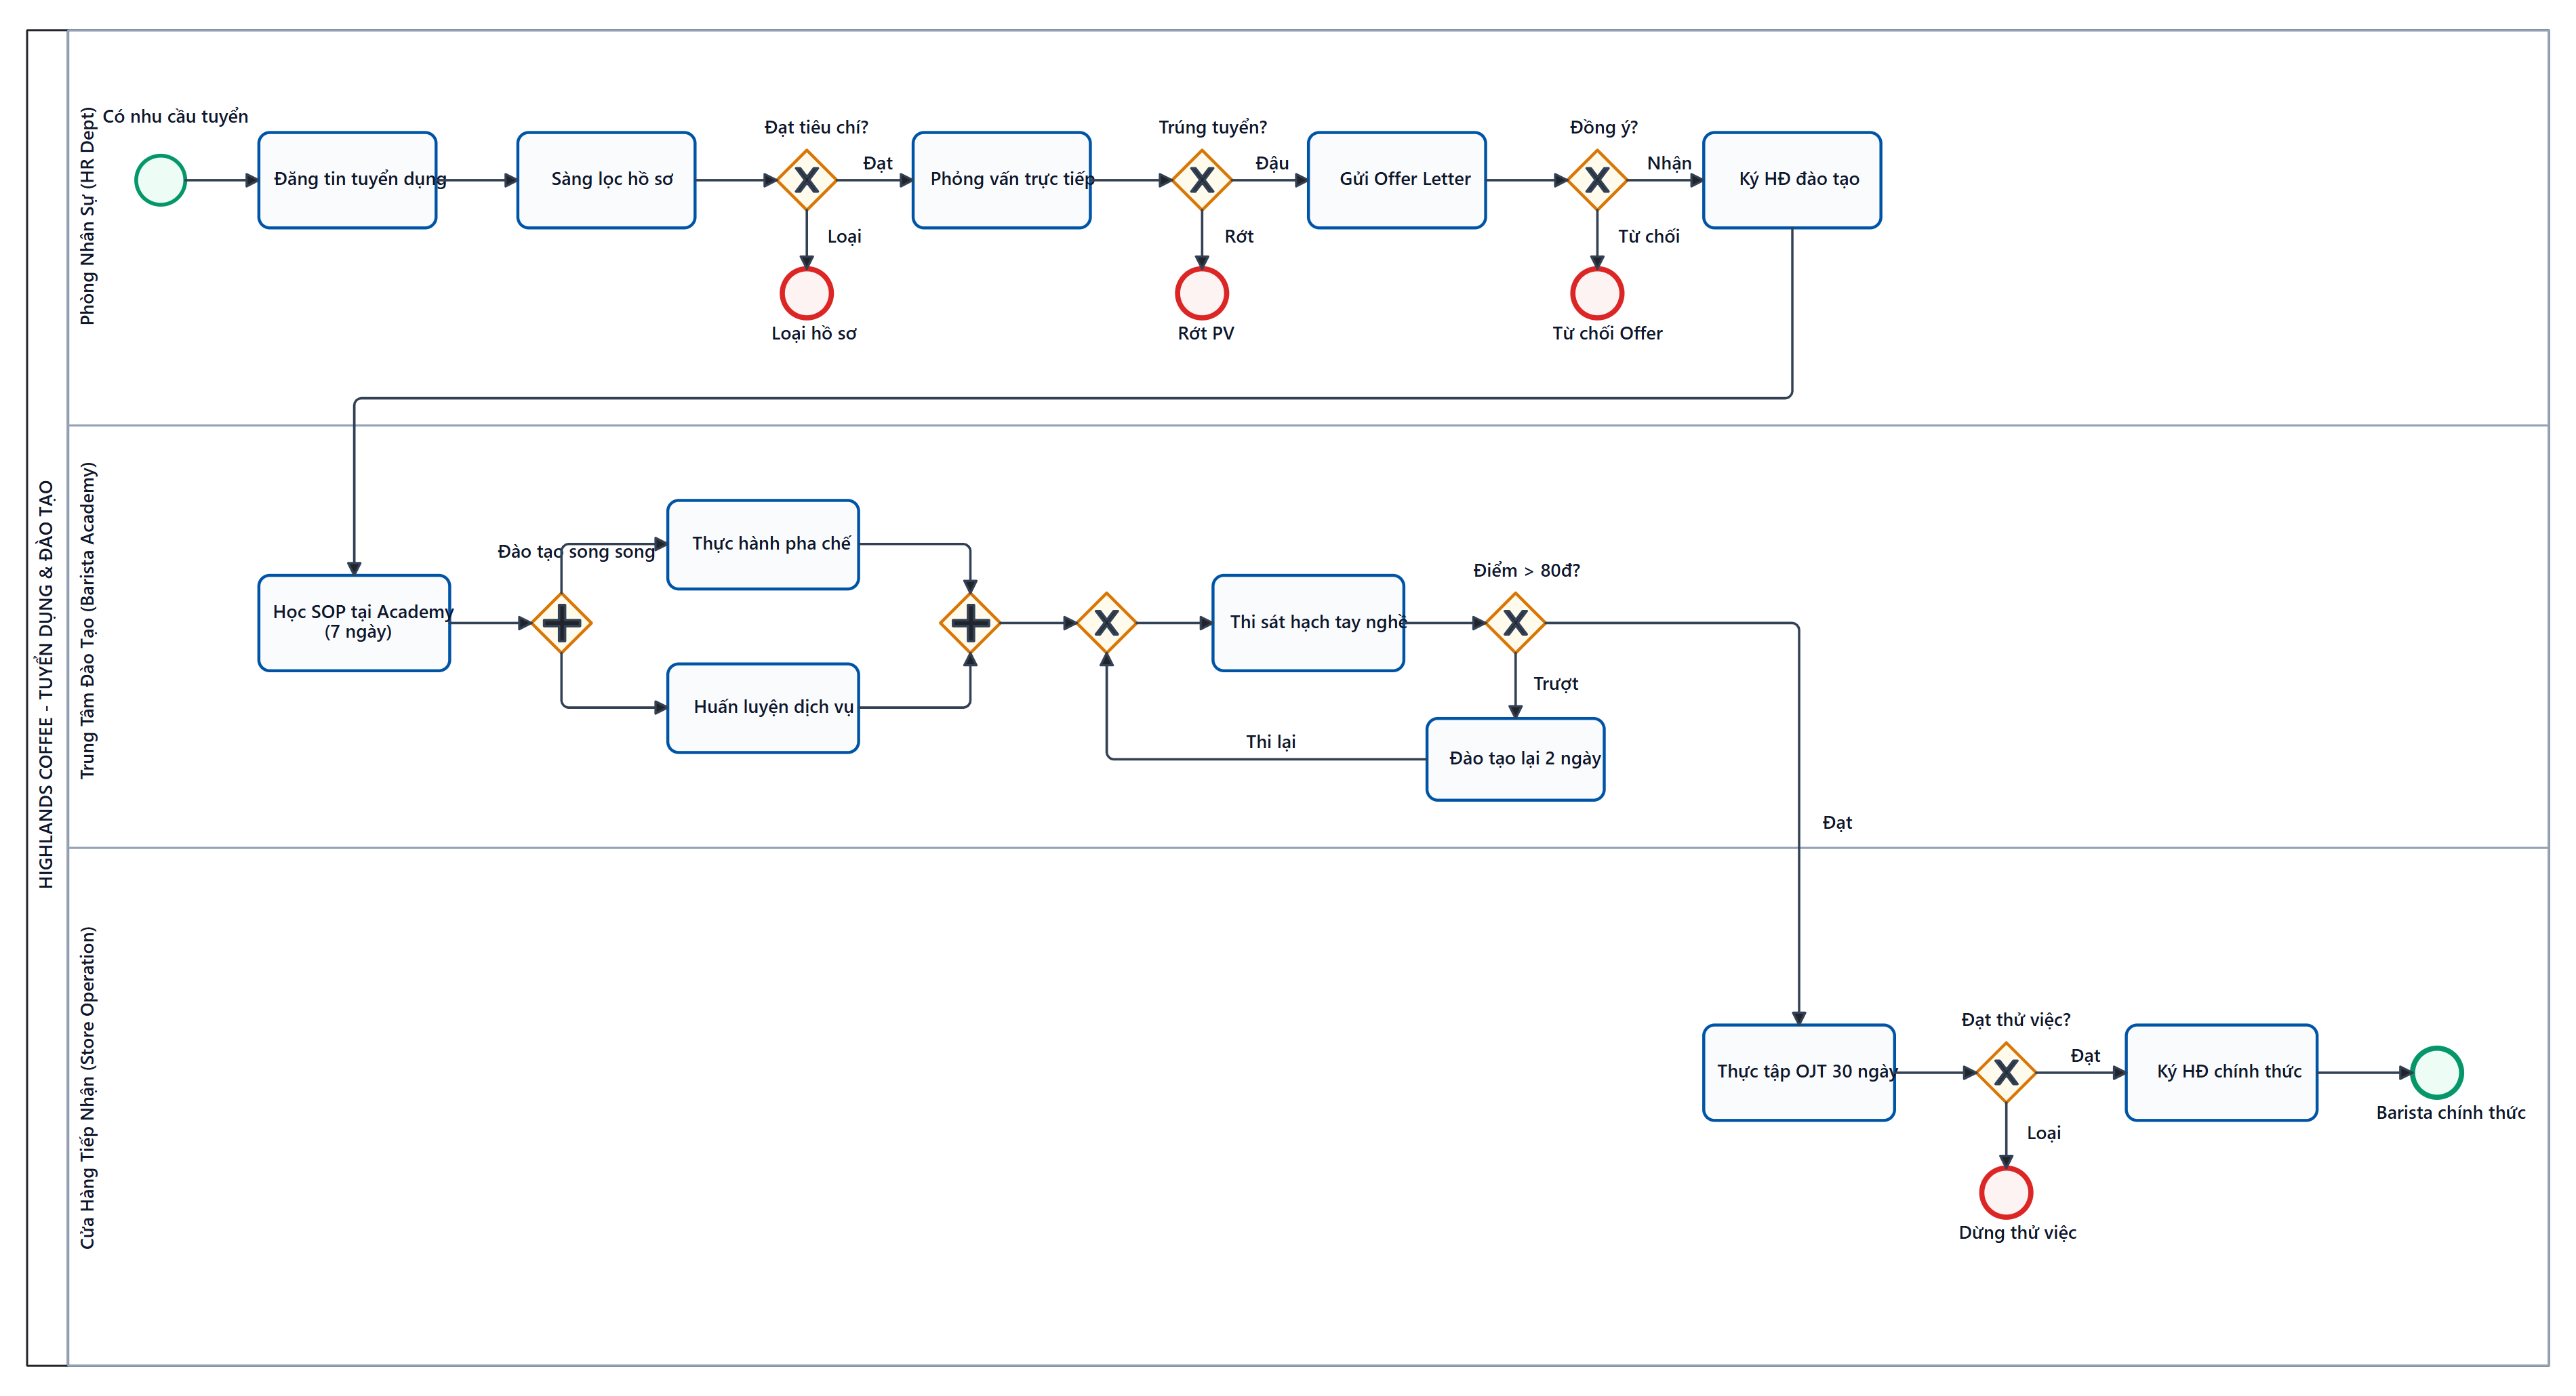 HIGHLANDS COFFEE - TUYỂN DỤNG & ĐÀO TẠO
Phòng Nhân Sự (HR Dept)
Có nhu cầu tuyển
Đăng tin tuyển dụng
Sàng lọc hồ sơ
Đạt tiêu chí?
Đạt
Loại
Loại hồ sơ
Phỏng vấn trực tiếp
Trúng tuyển?
Đậu
Rớt
Rớt PV
Gửi Offer Letter
Đồng ý?
Nhận
Từ chối
Từ chối Offer
Ký HĐ đào tạo
Trung Tâm Đào Tạo (Barista Academy)
Học SOP tại Academy
(7 ngày)
Đào tạo song song
Thực hành pha chế
Huấn luyện dịch vụ
Thi sát hạch tay nghề
Điểm > 80đ?
Trượt
Đào tạo lại 2 ngày
Thi lại
Đạt
Cửa Hàng Tiếp Nhận (Store Operation)
Thực tập OJT 30 ngày
Đạt thử việc?
Đạt
Loại
Dừng thử việc
Ký HĐ chính thức
Barista chính thức